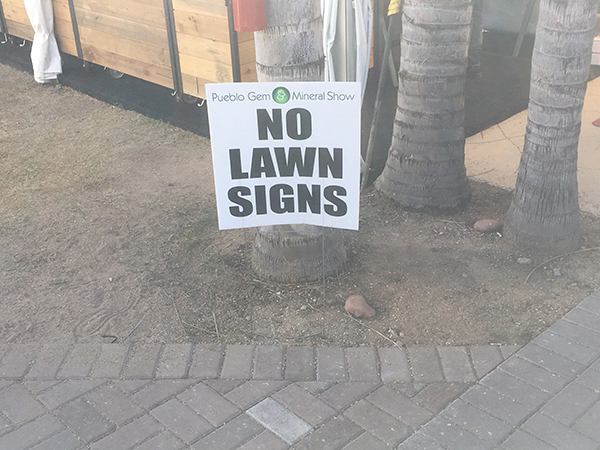 Pueblo Gem Mineral Show
NO
LAWN
SIGNS